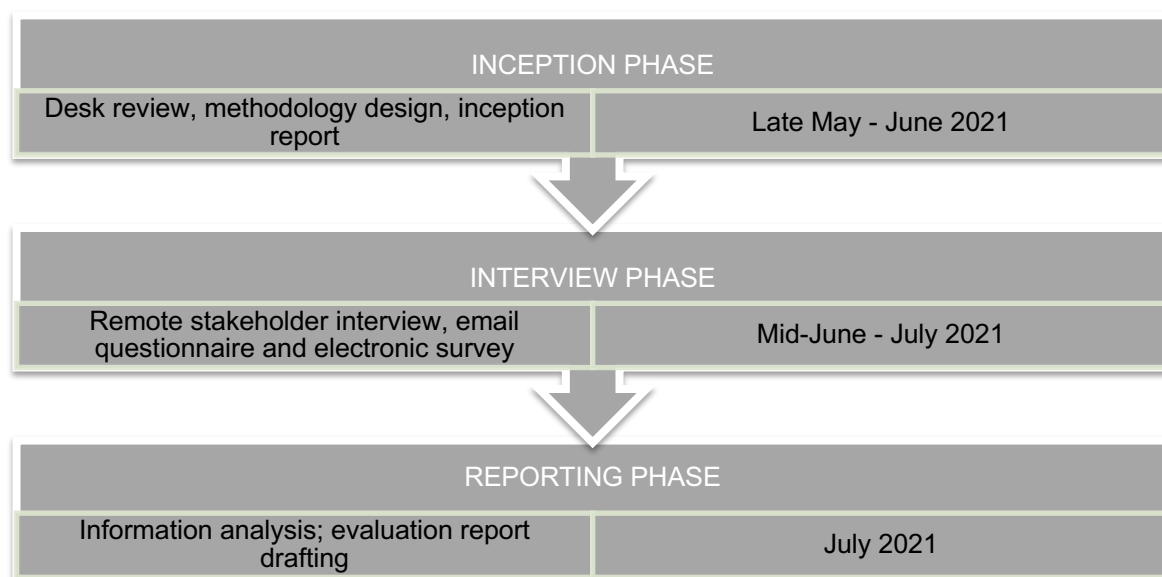 INCEPTION PHASE
Desk review, methodology design, inception
report
Late May - June 2021
INTERVIEW PHASE
Remote stakeholder interview, email
questionnaire and electronic survey
Mid-June - July 2021
REPORTING PHASE
Information analysis; evaluation report
drafting
July 2021